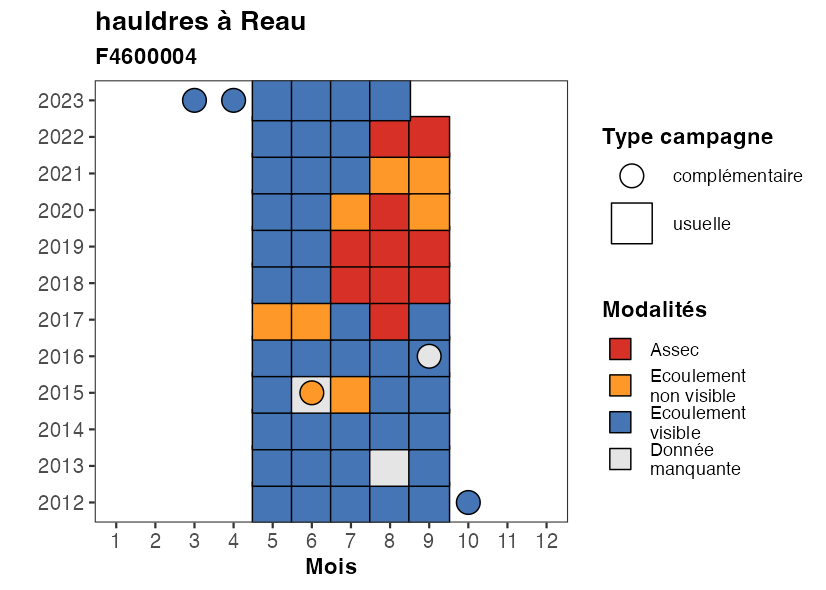 hauldres à Reau
F4600004
2023
2022
2021
2020
2019
2018
2017
2016
2015
2014
2013
2012
1 2 3 4 5 6 7 8 9 10 11 12
Mois
Type campagne
complémentaire
usuelle
Modalités
Assec
Ecoulement
non visible
Ecoulement
visible
Donnée
manquante